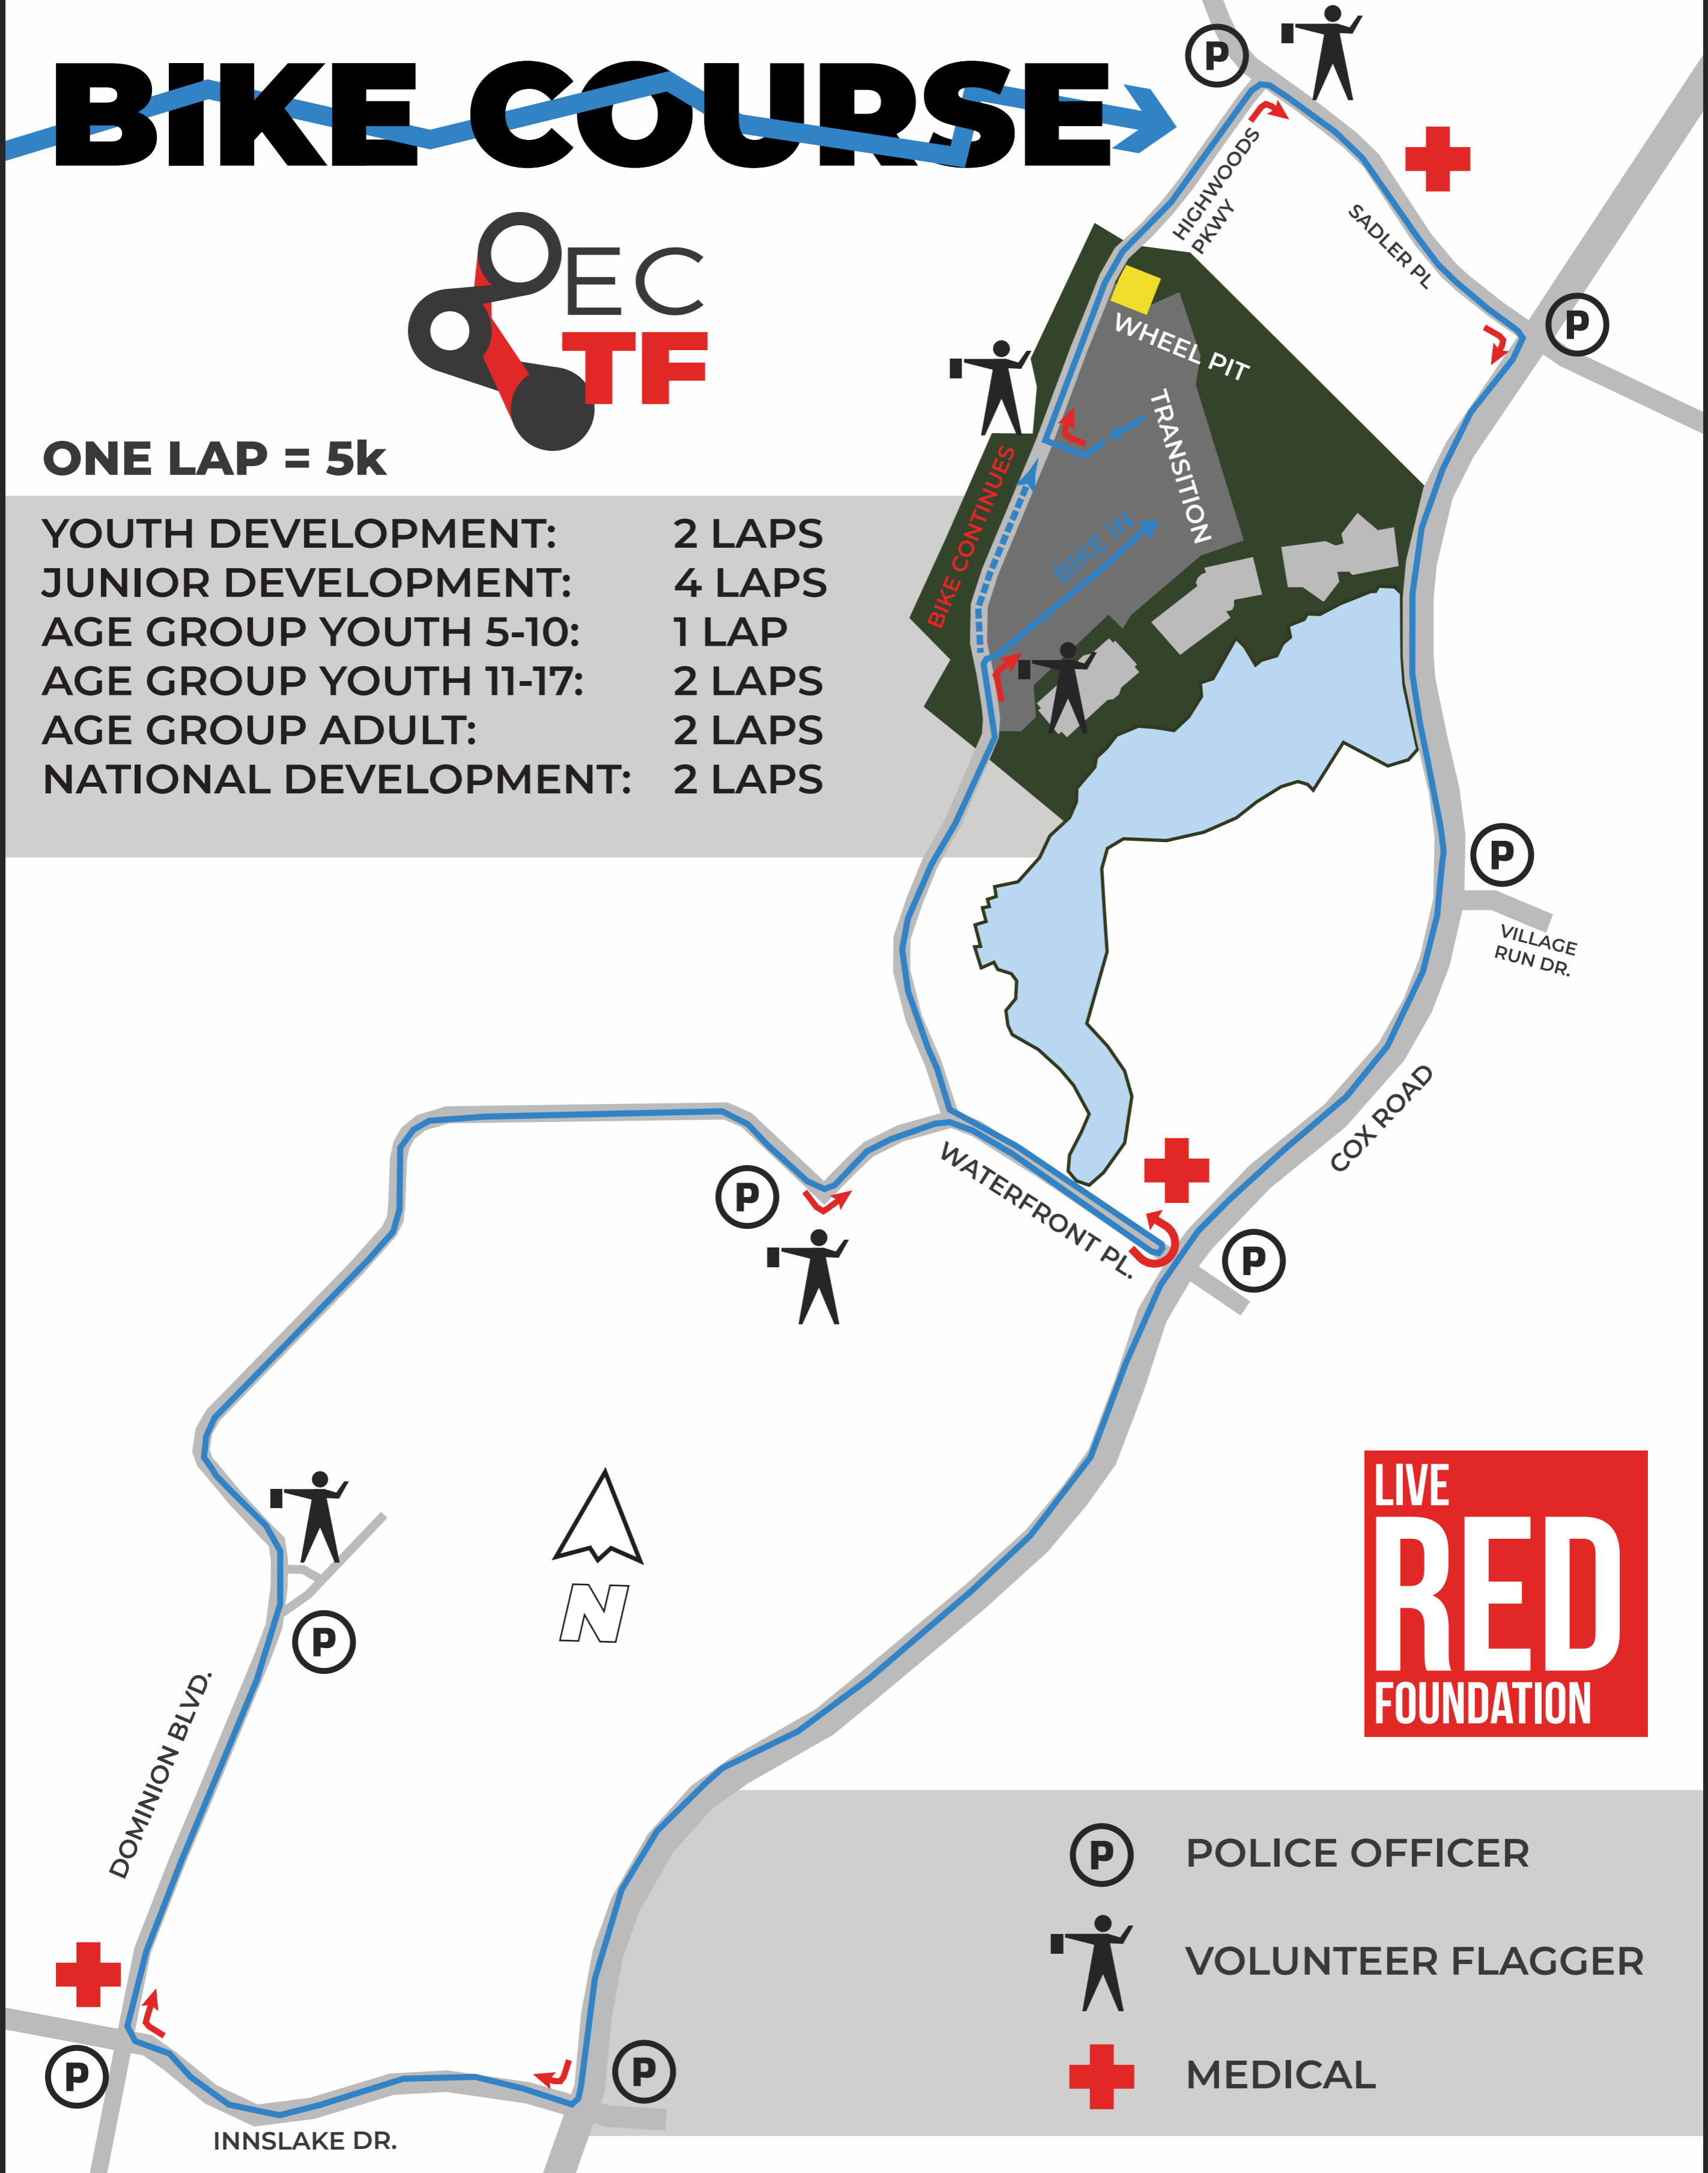 BIKE COURSE
P
HIGHWOODS
PKWY
SADLER PL
P
EC
TF
WHEEL PIT
TRANSITION
BIKE CONTINUES
BIKE IN
ONE LAP = 5k
YOUTH DEVELOPMENT: 2 LAPS
JUNIOR DEVELOPMENT: 4 LAPS
AGE GROUP YOUTH 5-10: 1 LAP
AGE GROUP YOUTH 11-17: 2 LAPS
AGE GROUP ADULT: 2 LAPS
NATIONAL DEVELOPMENT: 2 LAPS
P
VILLAGE
RUN DR.
COX ROAD
WATERFRONT PL.
P
P
P
N
DOMINION BLVD.
LIVE
RED
FOUNDATION
P POLICE OFFICER
VOLUNTEER FLAGGER
MEDICAL
P
P
INNSLAKE DR.